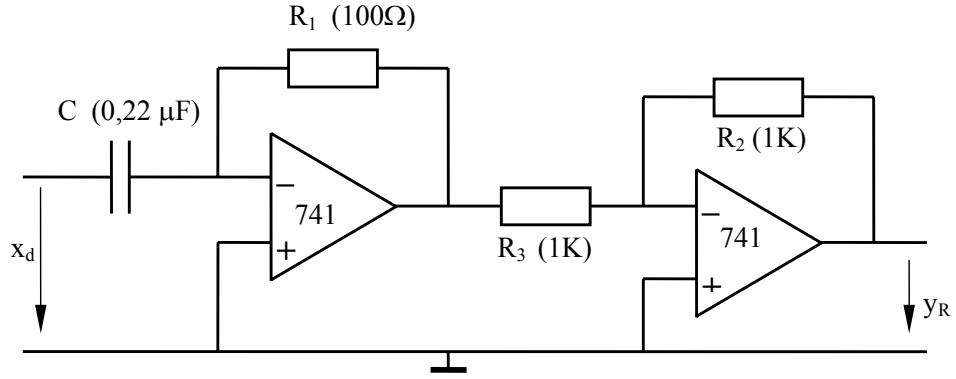 R₁ (100Ω)
C (0,22 μF)
R₂ (1K)
−
741
+
R₃ (1K)
−
741
+
x_d
y_R